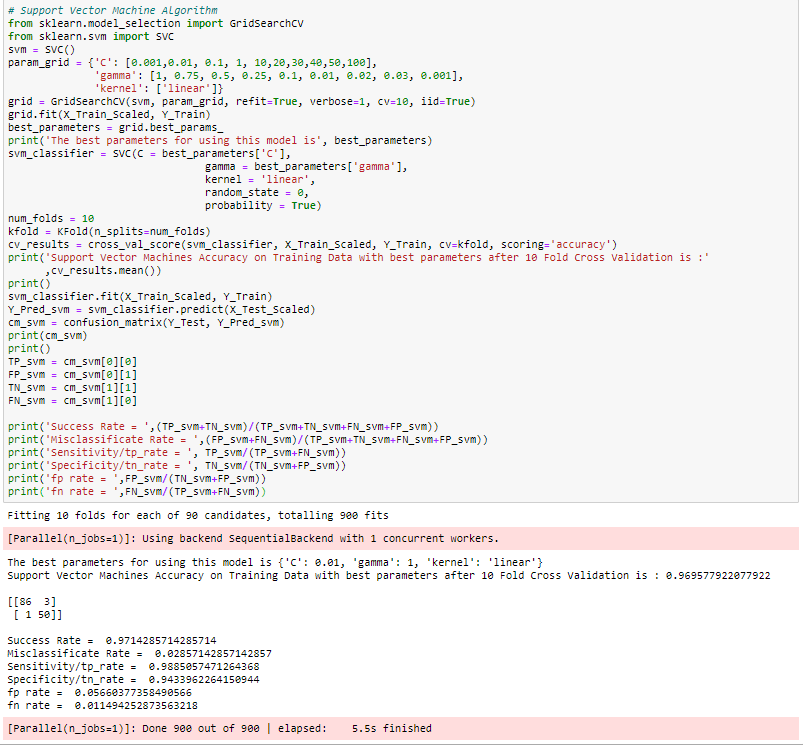 # Support Vector Machine Algorithm
from sklearn.model_selection import GridSearchCV
from sklearn.svm import SVC
svm = SVC()
param_grid = {'C': [0.001,0.01, 0.1, 1, 10,20,30,40,50,100],
'gamma': [1, 0.75, 0.5, 0.25, 0.1, 0.01, 0.02, 0.03, 0.001],
'kernel': ['linear']}
grid = GridSearchCV(svm, param_grid, refit=True, verbose=1, cv=10, iid=True)
grid.fit(X_Train_Scaled, Y_Train)
best_parameters = grid.best_params_
print('The best parameters for using this model is', best_parameters)
svm_classifier = SVC(C = best_parameters['C'],
gamma = best_parameters['gamma'],
kernel = 'linear',
random_state = 0,
probability = True)
num_folds = 10
kfold = KFold(n_splits=num_folds)
cv_results = cross_val_score(svm_classifier, X_Train_Scaled, Y_Train, cv=kfold, scoring='accuracy')
print('Support Vector Machines Accuracy on Training Data with best parameters after 10 Fold Cross Validation is :'
,cv_results.mean())
print()
svm_classifier.fit(X_Train_Scaled, Y_Train)
Y_Pred_svm = svm_classifier.predict(X_Test_Scaled)
cm_svm = confusion_matrix(Y_Test, Y_Pred_svm)
print(cm_svm)
print()
TP_svm = cm_svm[0][0]
FP_svm = cm_svm[0][1]
TN_svm = cm_svm[1][1]
FN_svm = cm_svm[1][0]
print('Success Rate = ',(TP_svm+TN_svm)/(TP_svm+TN_svm+FN_svm+FP_svm))
print('Misclassificate Rate = ',(FP_svm+FN_svm)/(TP_svm+TN_svm+FN_svm+FP_svm))
print('Sensitivity/tp_rate = ', TP_svm/(TP_svm+FN_svm))
print('Specificity/tn_rate = ', TN_svm/(TN_svm+FP_svm))
print('fp rate = ',FP_svm/(TN_svm+FP_svm))
print('fn rate = ',FN_svm/(TP_svm+FN_svm))
Fitting 10 folds for each of 90 candidates, totalling 900 fits
[Parallel(n_jobs=1)]: Using backend SequentialBackend with 1 concurrent workers.
The best parameters for using this model is {'C': 0.01, 'gamma': 1, 'kernel': 'linear'}
Support Vector Machines Accuracy on Training Data with best parameters after 10 Fold Cross Validation is : 0.969577922077922
[[86  3]
[ 1 50]]
Success Rate =  0.9714285714285714
Misclassificate Rate =  0.02857142857142857
Sensitivity/tp_rate =  0.9885057471264368
Specificity/tn_rate =  0.9433962264150944
fp rate =  0.05660377358490566
fn rate =  0.011494252873563218
[Parallel(n_jobs=1)]: Done 900 out of 900 | elapsed:    5.5s finished